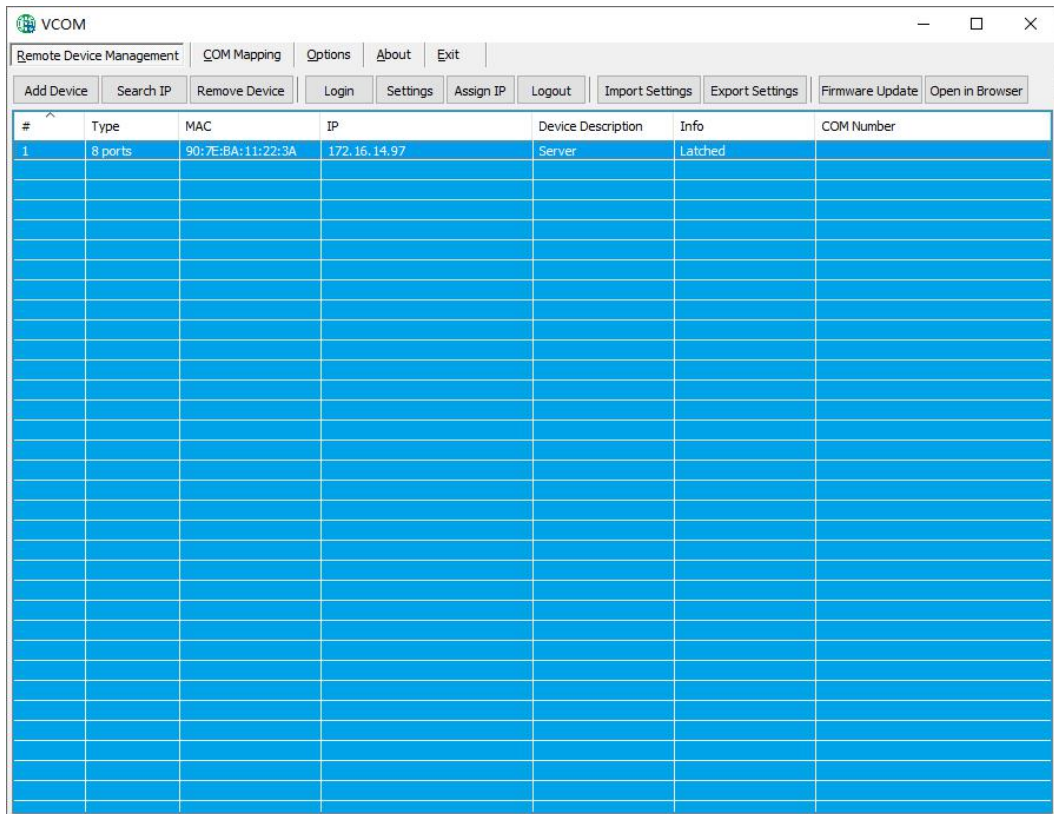 VCOM
Remote Device Management COM Mapping Options About Exit
Add Device Search IP Remove Device Login Settings Assign IP Logout Import Settings Export Settings Firmware Update Open in Browser
# Type MAC IP Device Description Info COM Number
1 8 ports 90:7E:BA:11:22:3A 172.16.14.97 Server Latched